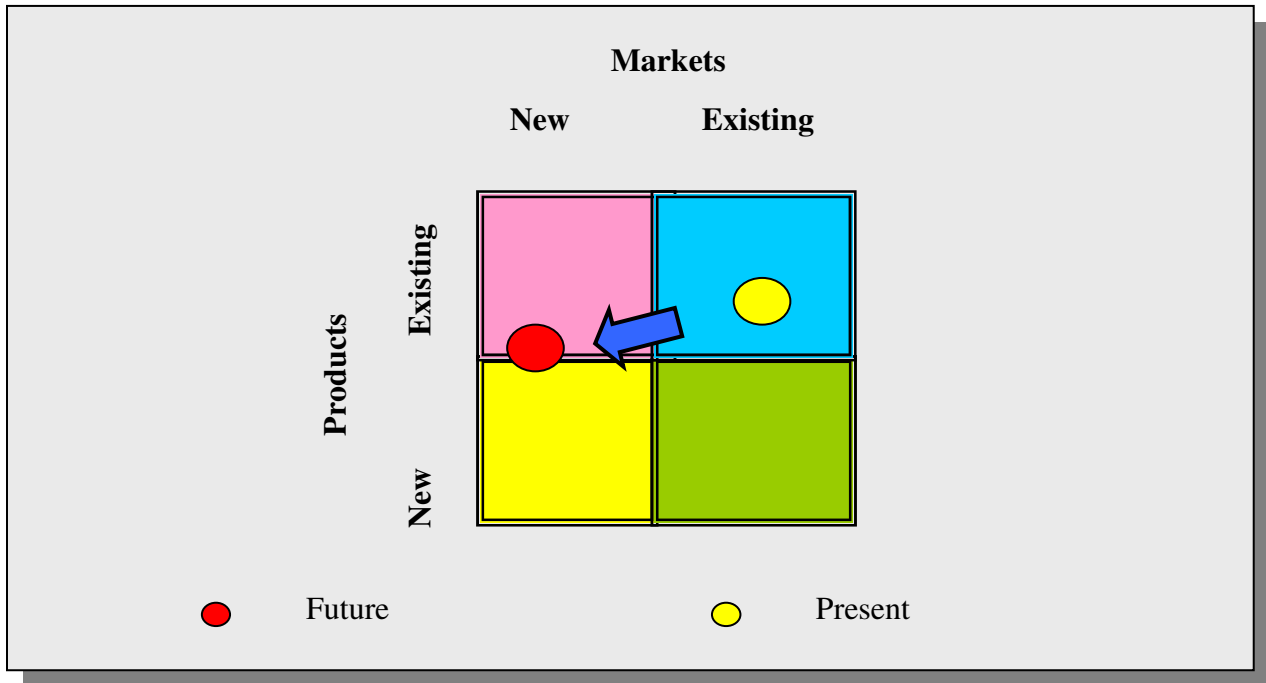 Markets
New Existing
Products
Existing
New
Future Present